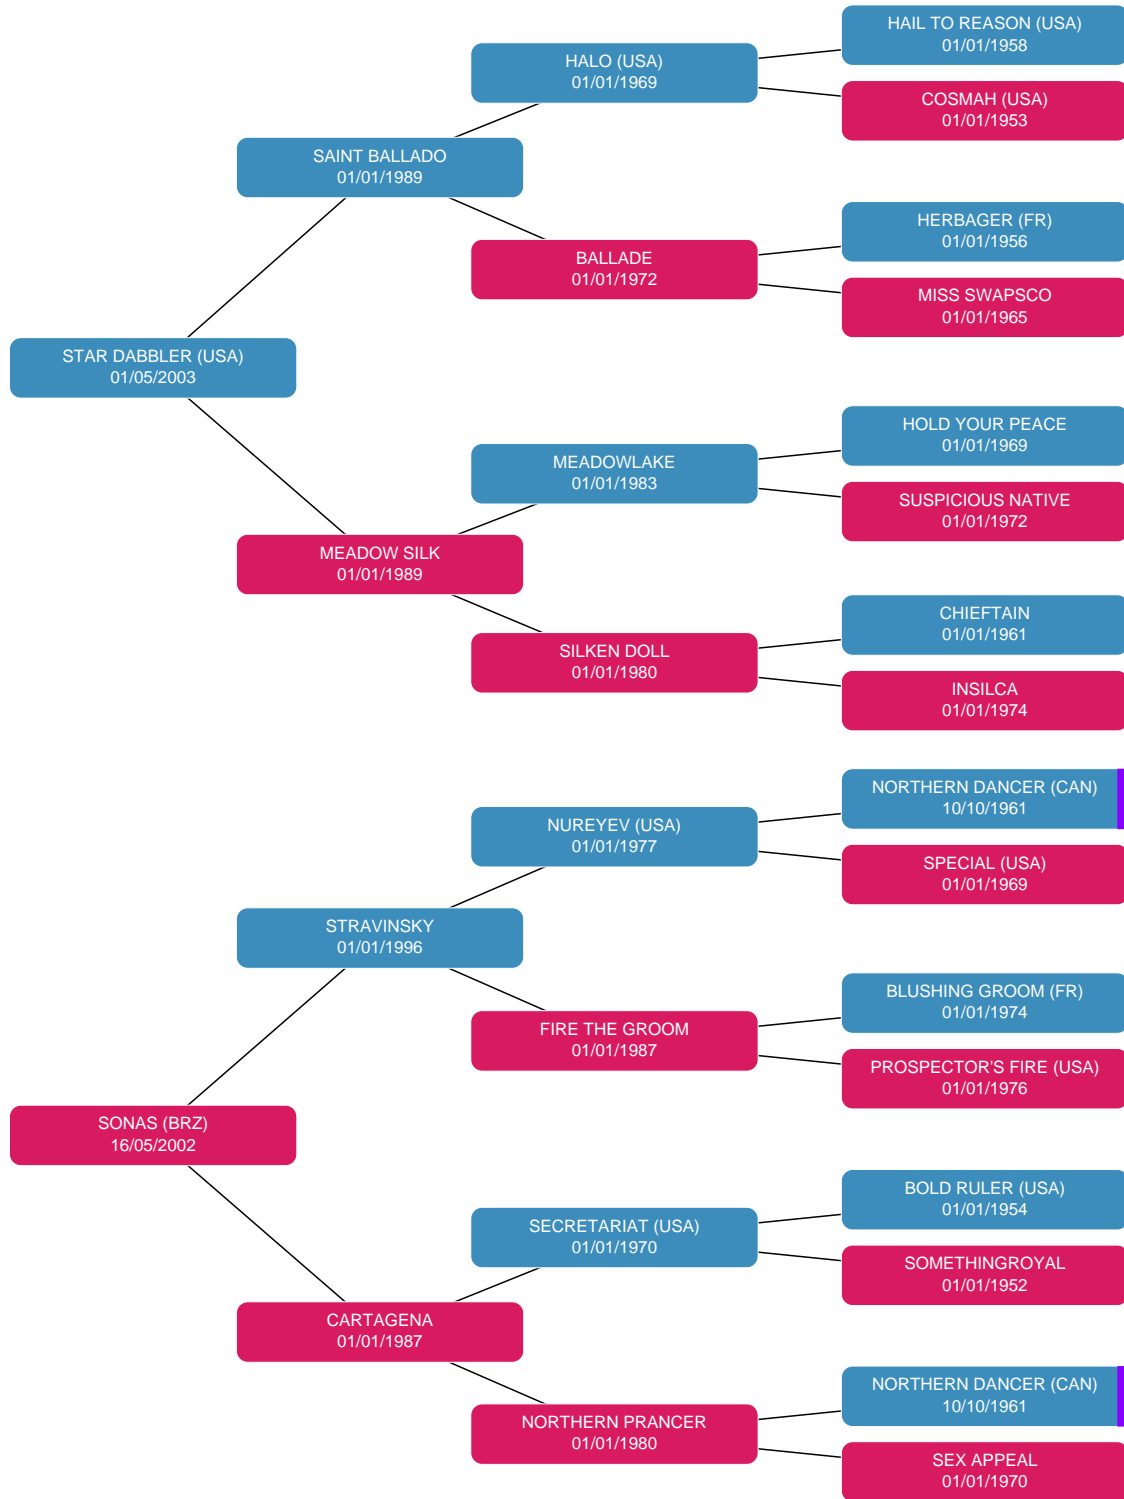 HAIL TO REASON (USA)
01/01/1958
HALO (USA)
01/01/1969
COSMAH (USA)
01/01/1953
SAINT BALLADO
01/01/1989
HERBAGER (FR)
01/01/1956
BALLADE
01/01/1972
MISS SWAPSCO
01/01/1965
STAR DABBLER (USA)
01/05/2003
HOLD YOUR PEACE
01/01/1969
MEADOWLAKE
01/01/1983
SUSPICIOUS NATIVE
01/01/1972
MEADOW SILK
01/01/1989
CHIEFTAIN
01/01/1961
SILKEN DOLL
01/01/1980
INSILCA
01/01/1974
NORTHERN DANCER (CAN)
10/10/1961
NUREYEV (USA)
01/01/1977
SPECIAL (USA)
01/01/1969
STRAVINSKY
01/01/1996
BLUSHING GROOM (FR)
01/01/1974
FIRE THE GROOM
01/01/1987
PROSPECTOR'S FIRE (USA)
01/01/1976
SONAS (BRZ)
16/05/2002
BOLD RULER (USA)
01/01/1954
SECRETARIAT (USA)
01/01/1970
SOMETHINGROYAL
01/01/1952
CARTAGENA
01/01/1987
NORTHERN DANCER (CAN)
10/10/1961
NORTHERN PRANCER
01/01/1980
SEX APPEAL
01/01/1970